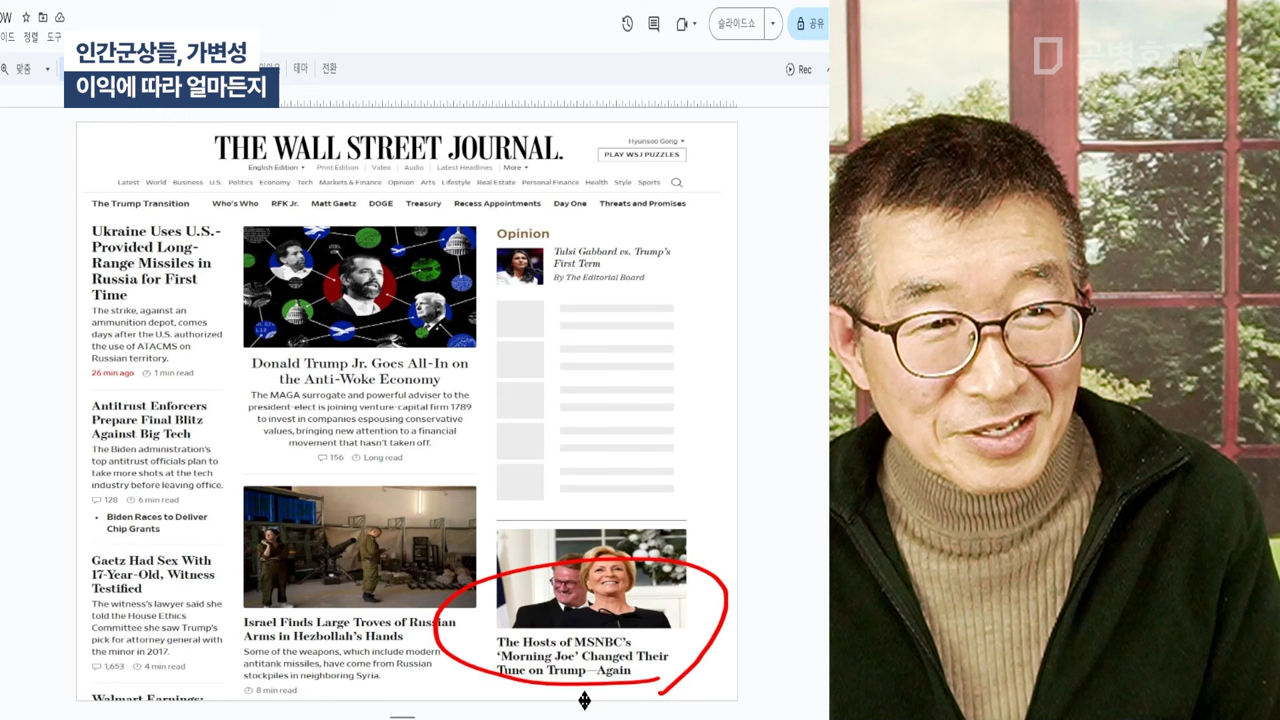 OW
이드 정렬 도구
인간군상들, 가변성
이익에 따라 얼마든지
맞춤
테마 전환
슬라이드쇼
공유
Rec
공병호TV
THE WALL STREET JOURNAL.
Hyunsoo Gong
PLAY WSJ PUZZLES
English Edition Print Edition Video Audio Latest Headlines More
Latest World Business U.S. Politics Economy Tech Markets & Finance Opinion Arts Lifestyle Real Estate Personal Finance Health Style Sports
The Trump Transition Who's Who RFK Jr. Matt Gaetz DOGE Treasury Recess Appointments Day One Threats and Promises
Ukraine Uses U.S.-
Provided Long-
Range Missiles in
Russia for First
Time
The strike, against an
ammunition depot, comes
days after the U.S. authorized
the use of ATACMS on
Russian territory.
26 min ago 1 min read
Antitrust Enforcers
Prepare Final Blitz
Against Big Tech
The Biden administration's
top antitrust officials plan to
take more shots at the tech
industry before leaving office.
128 6 min read
• Biden Races to Deliver
Chip Grants
Gaetz Had Sex With
17-Year-Old, Witness
Testified
The witness's lawyer said she
told the House Ethics
Committee she saw Trump's
pick for attorney general with
the minor in 2017.
1,653 4 min read
Walmart Earnings:
Donald Trump Jr. Goes All-In on
the Anti-Woke Economy
The MAGA surrogate and powerful adviser to the
president-elect is joining venture-capital firm 1789
to invest in companies espousing conservative
values, bringing new attention to a financial
movement that hasn't taken off.
156 Long read
Israel Finds Large Troves of Russian
Arms in Hezbollah's Hands
Some of the weapons, which include modern
antitank missiles, have come from Russian
stockpiles in neighboring Syria.
8 min read
Opinion
Tulsi Gabbard vs. Trump's
First Term
By The Editorial Board
The Hosts of MSNBC's
'Morning Joe' Changed Their
Tune on Trump—Again